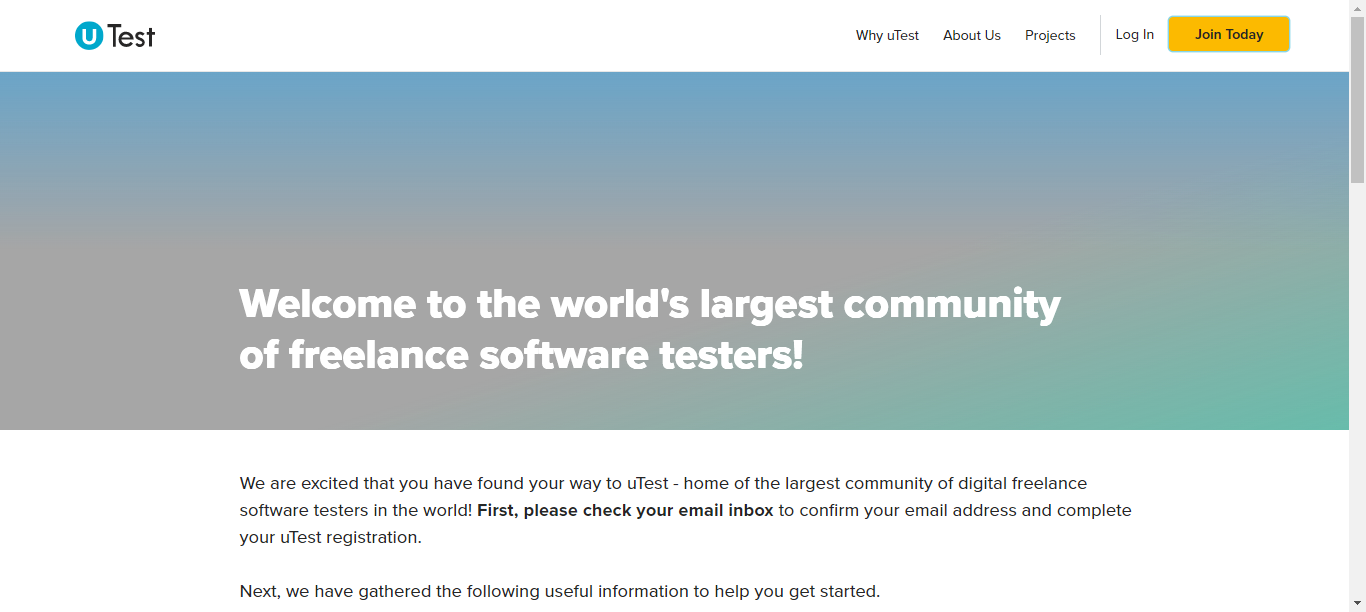 uTest
Why uTest
About Us
Projects
Log In
Join Today
Welcome to the world's largest community
of freelance software testers!
We are excited that you have found your way to uTest - home of the largest community of digital freelance
software testers in the world! First, please check your email inbox to confirm your email address and complete
your uTest registration.
Next, we have gathered the following useful information to help you get started.